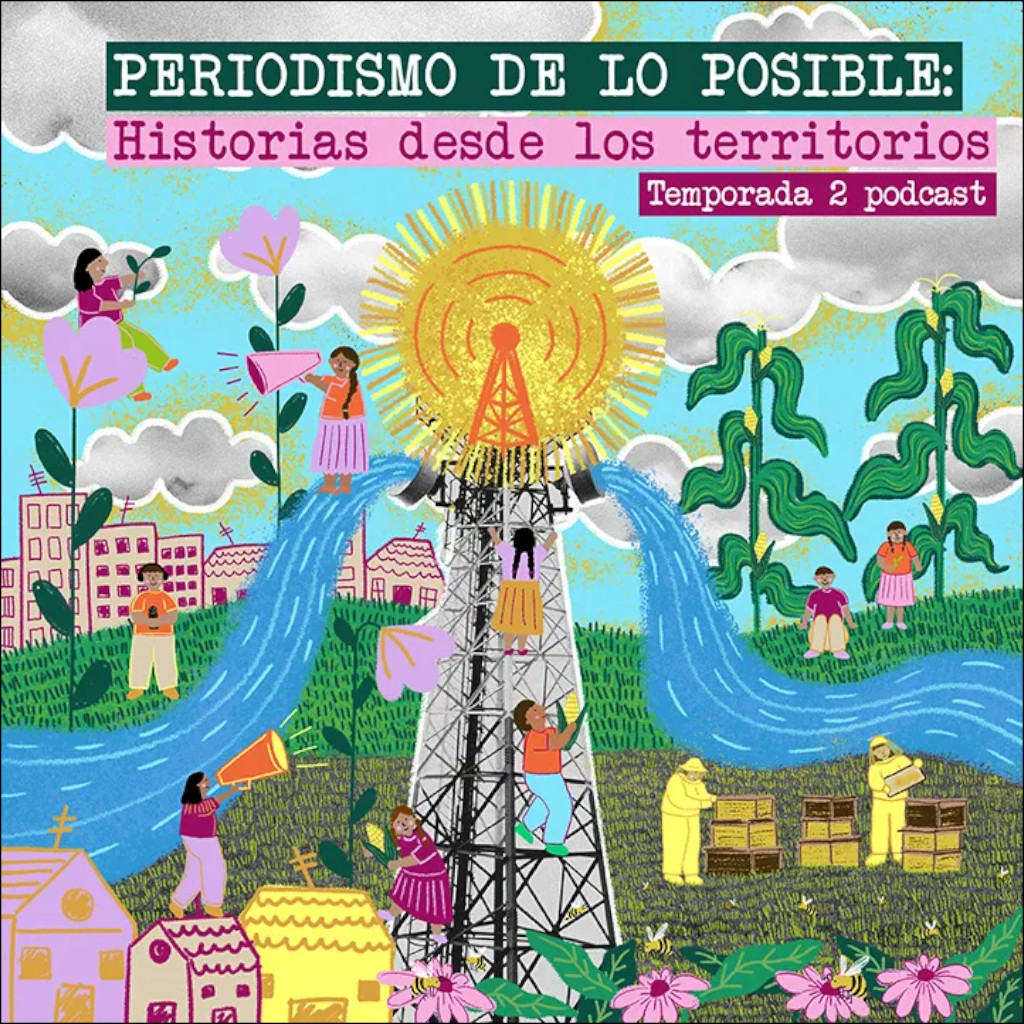 PERIODISMO DE LO POSIBLE:
Historias desde los territorios
Temporada 2 podcast